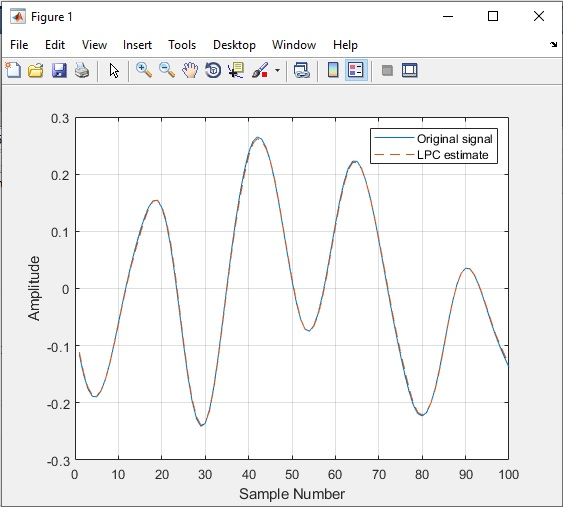 Figure 1
File Edit View Insert Tools Desktop Window Help
Original signal
LPC estimate
0.3
0.2
0.1
0
-0.1
-0.2
-0.3
Amplitude
0 10 20 30 40 50 60 70 80 90 100
Sample Number